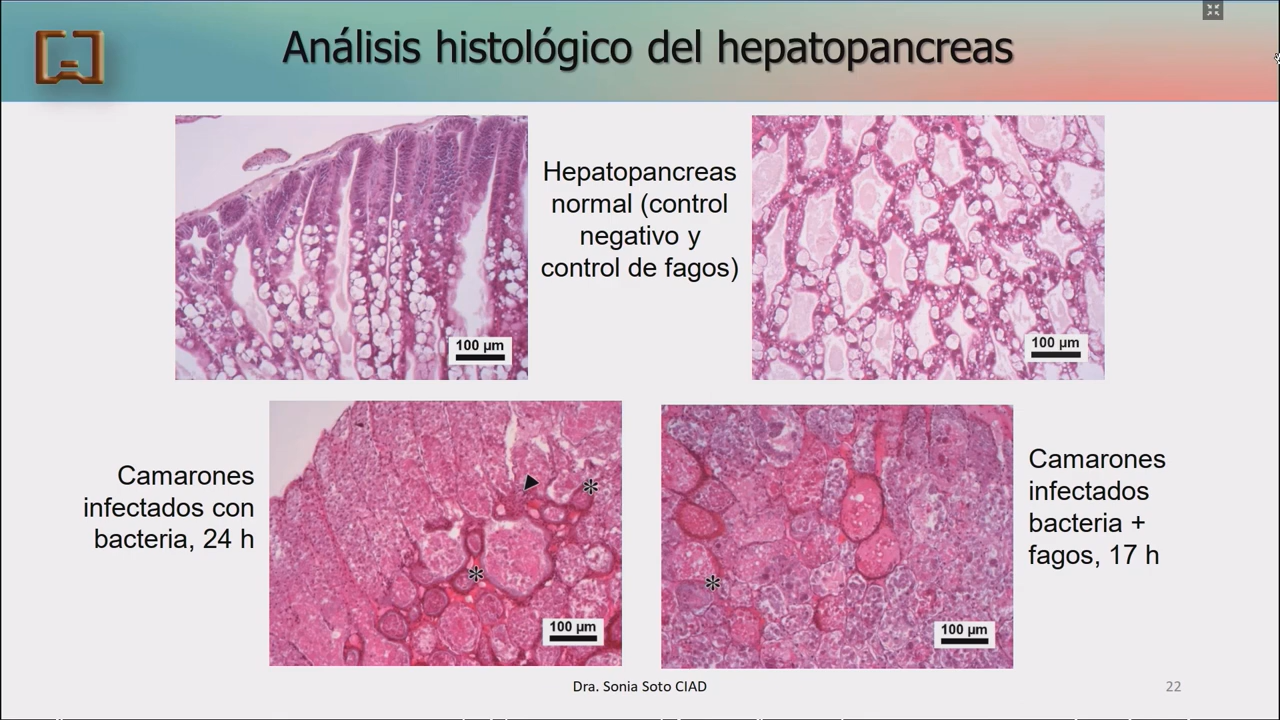 Análisis histológico del hepatopancreas
Hepatopancreas
normal (control
negativo y
control de fagos)
100 µm
100 µm
Camarones
infectados con
bacteria, 24 h
*
*
100 µm
*
100 µm
Camarones
infectados
bacteria +
fagos, 17 h
Dra. Sonia Soto CIAD
22